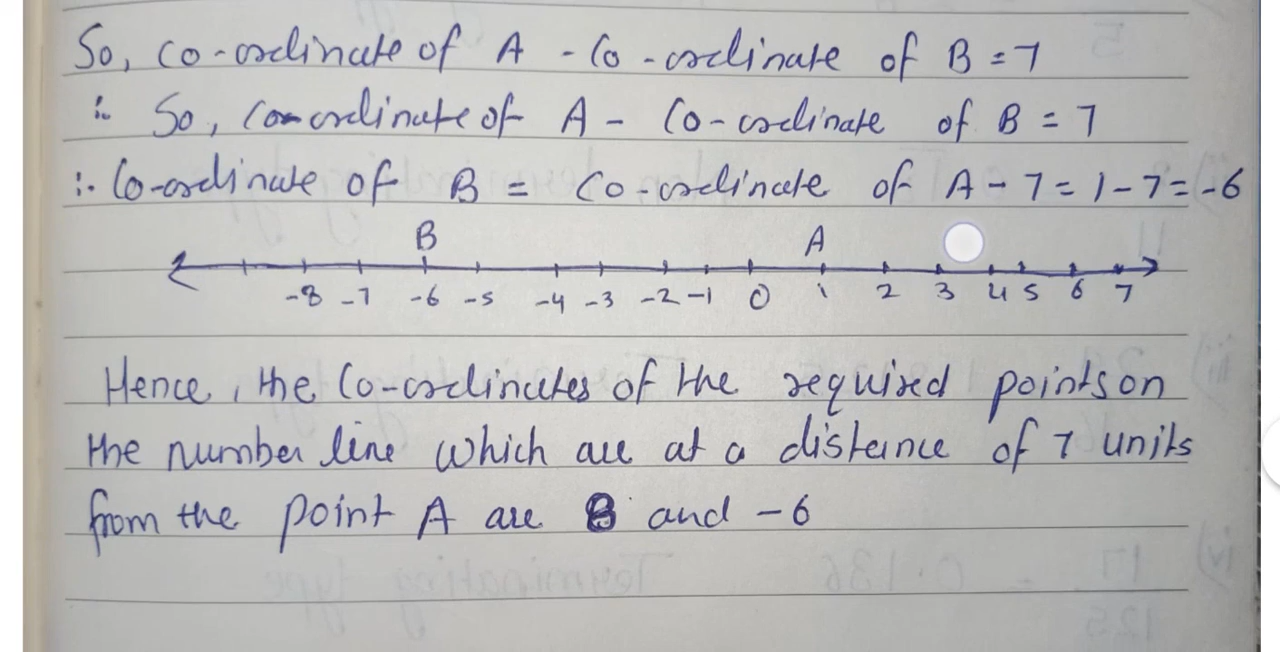 So, co-ordinate of A - Co-ordinate of B = 7
∴ So, Co-ordinate of A - Co-ordinate of B = 7
∴ Co-ordinate of B = Co-ordinate of A - 7 = 1 - 7 = -6
B A
-8 -7 -6 -5 -4 -3 -2 -1 0 1 2 3 4 5 6 7
Hence, the Co-ordinates of the required points on
the number line which are at a distance of 7 units
from the point A are 8 and -6